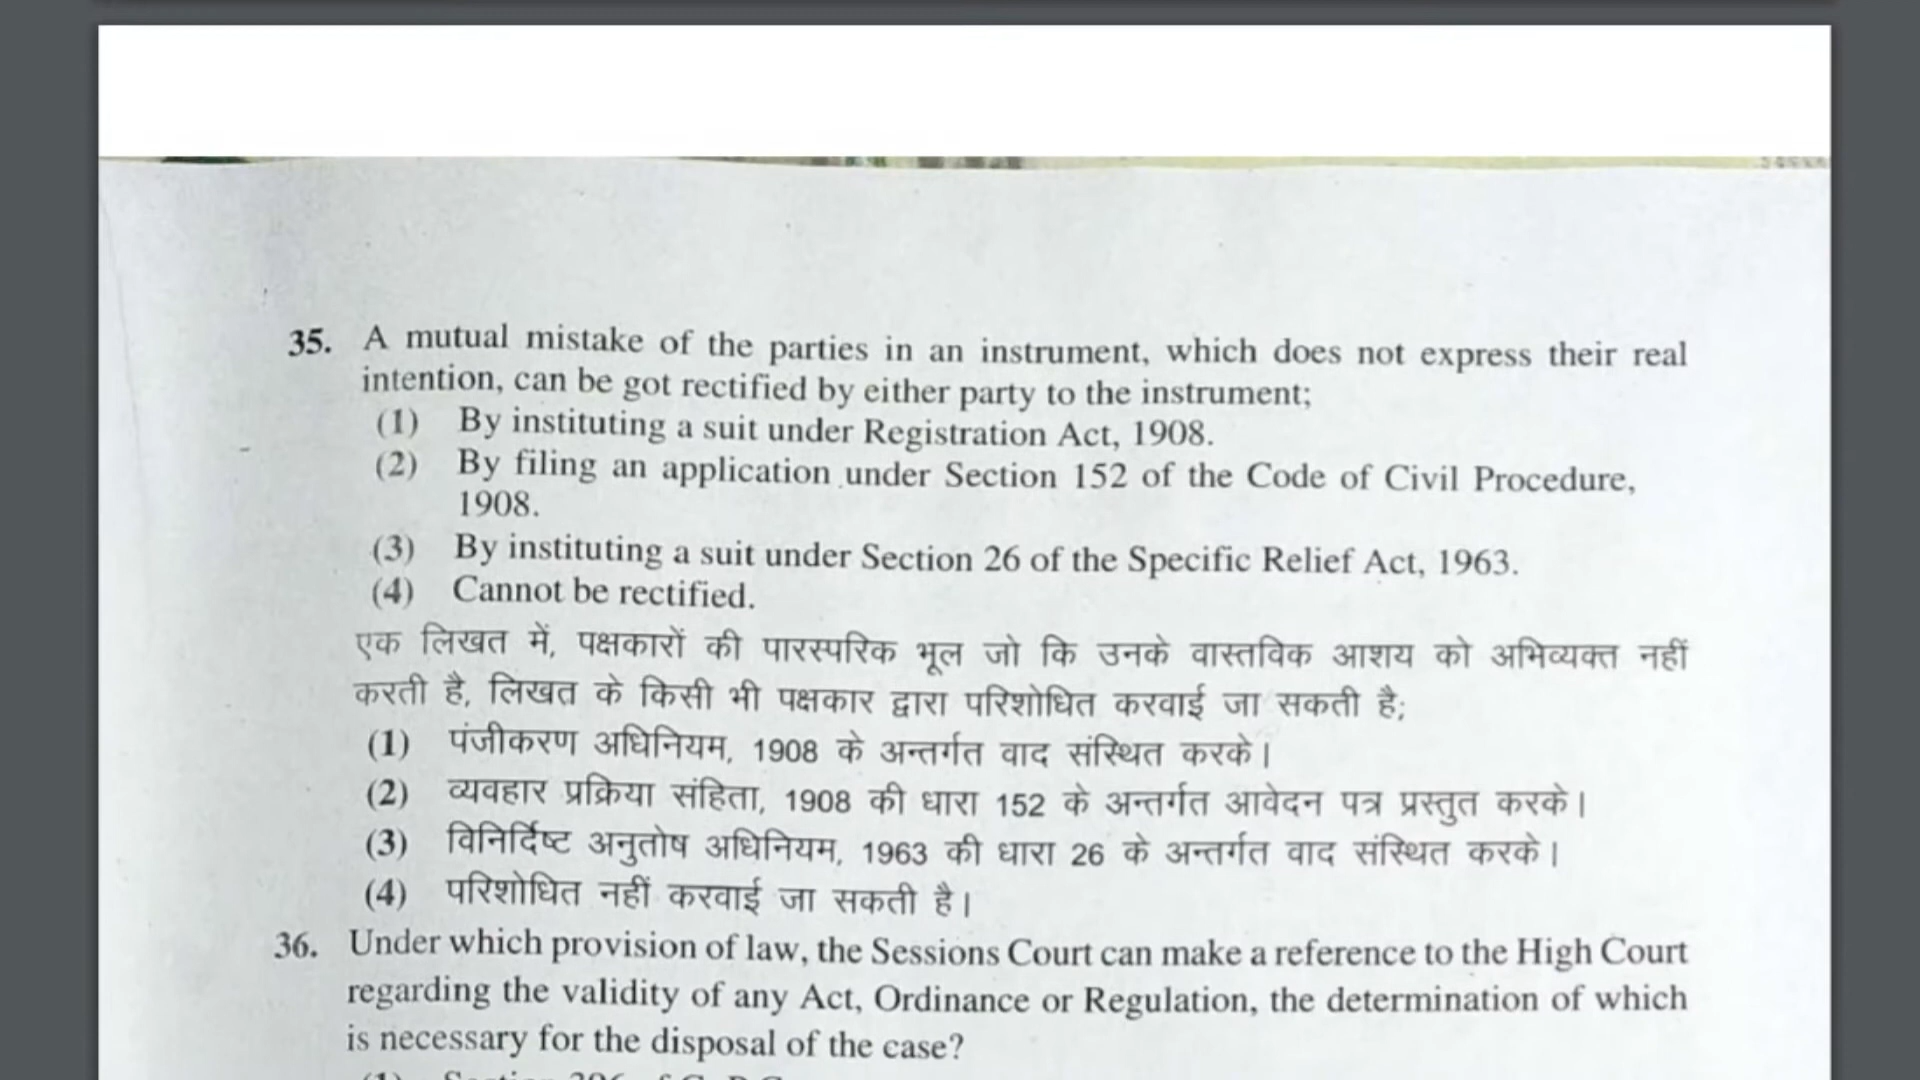 35. A mutual mistake of the parties in an instrument, which does not express their real
intention, can be got rectified by either party to the instrument;
(1) By instituting a suit under Registration Act, 1908.
(2) By filing an application under Section 152 of the Code of Civil Procedure,
1908.
(3) By instituting a suit under Section 26 of the Specific Relief Act, 1963.
(4) Cannot be rectified.
एक लिखत में, पक्षकारों की पारस्परिक भूल जो कि उनके वास्तविक आशय को अभिव्यक्त नहीं
करती है, लिखत के किसी भी पक्षकार द्वारा परिशोधित करवाई जा सकती है;
(1) पंजीकरण अधिनियम, 1908 के अन्तर्गत वाद संस्थित करके।
(2) व्यवहार प्रक्रिया संहिता, 1908 की धारा 152 के अन्तर्गत आवेदन पत्र प्रस्तुत करके।
(3) विनिर्दिष्ट अनुतोष अधिनियम, 1963 की धारा 26 के अन्तर्गत वाद संस्थित करके।
(4) परिशोधित नहीं करवाई जा सकती है।
36. Under which provision of law, the Sessions Court can make a reference to the High Court
regarding the validity of any Act, Ordinance or Regulation, the determination of which
is necessary for the disposal of the case?